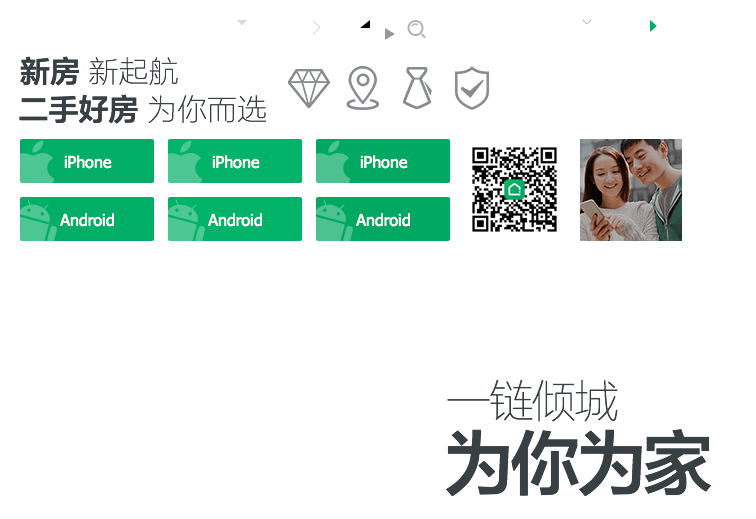 新房 新起航
二手好房 为你而选
iPhone iPhone iPhone
Android Android Android
一链倾城
为你为家